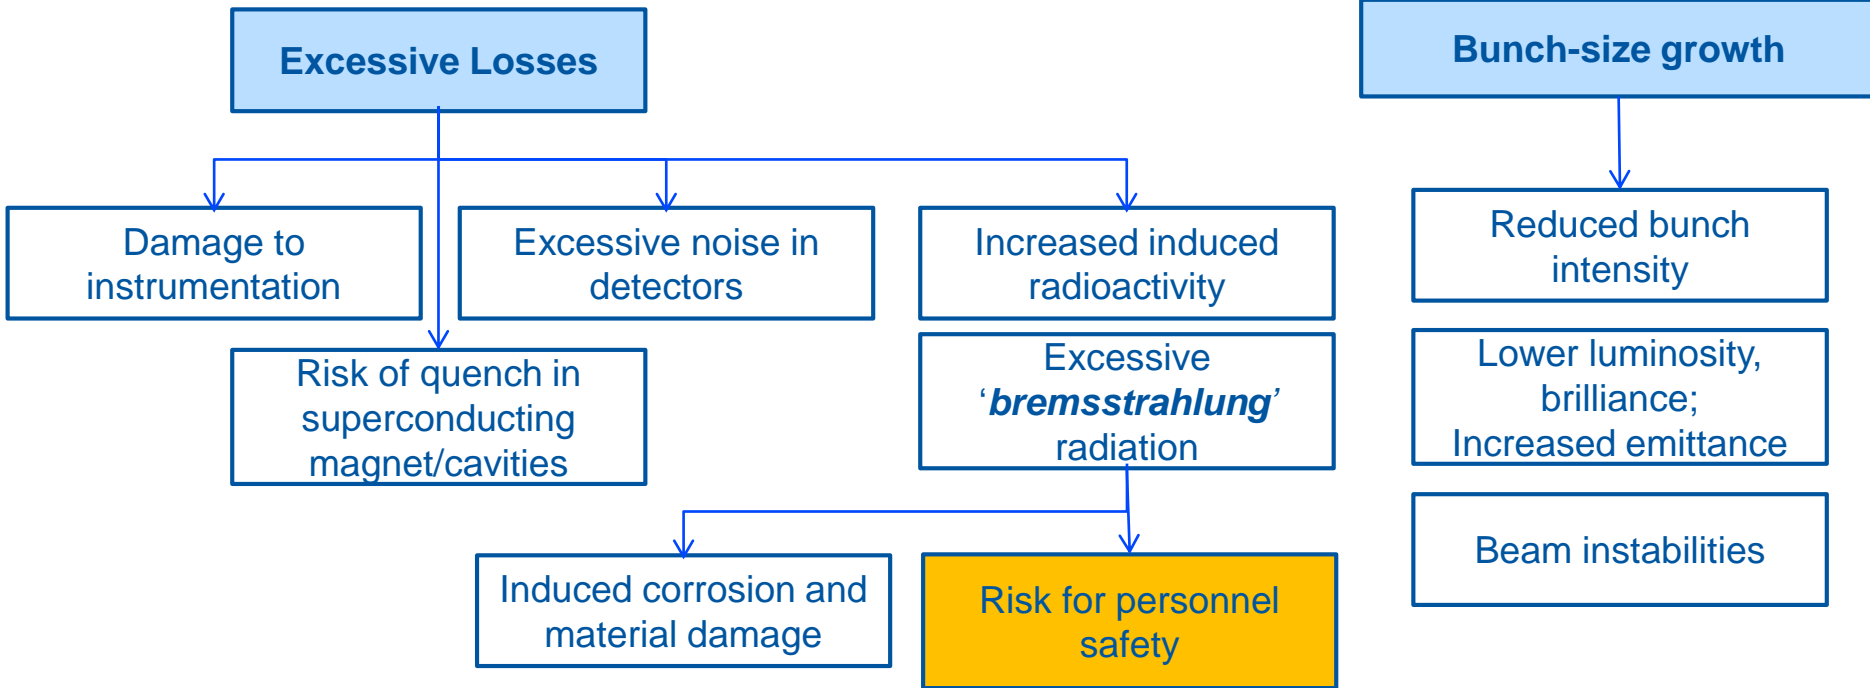 Excessive Losses
Bunch-size growth
Damage to
instrumentation
Excessive noise in
detectors
Increased induced
radioactivity
Reduced bunch
intensity
Risk of quench in
superconducting
magnet/cavities
Excessive
‘bremsstrahlung’
radiation
Lower luminosity,
brilliance;
Increased emittance
Induced corrosion and
material damage
Risk for personnel
safety
Beam instabilities